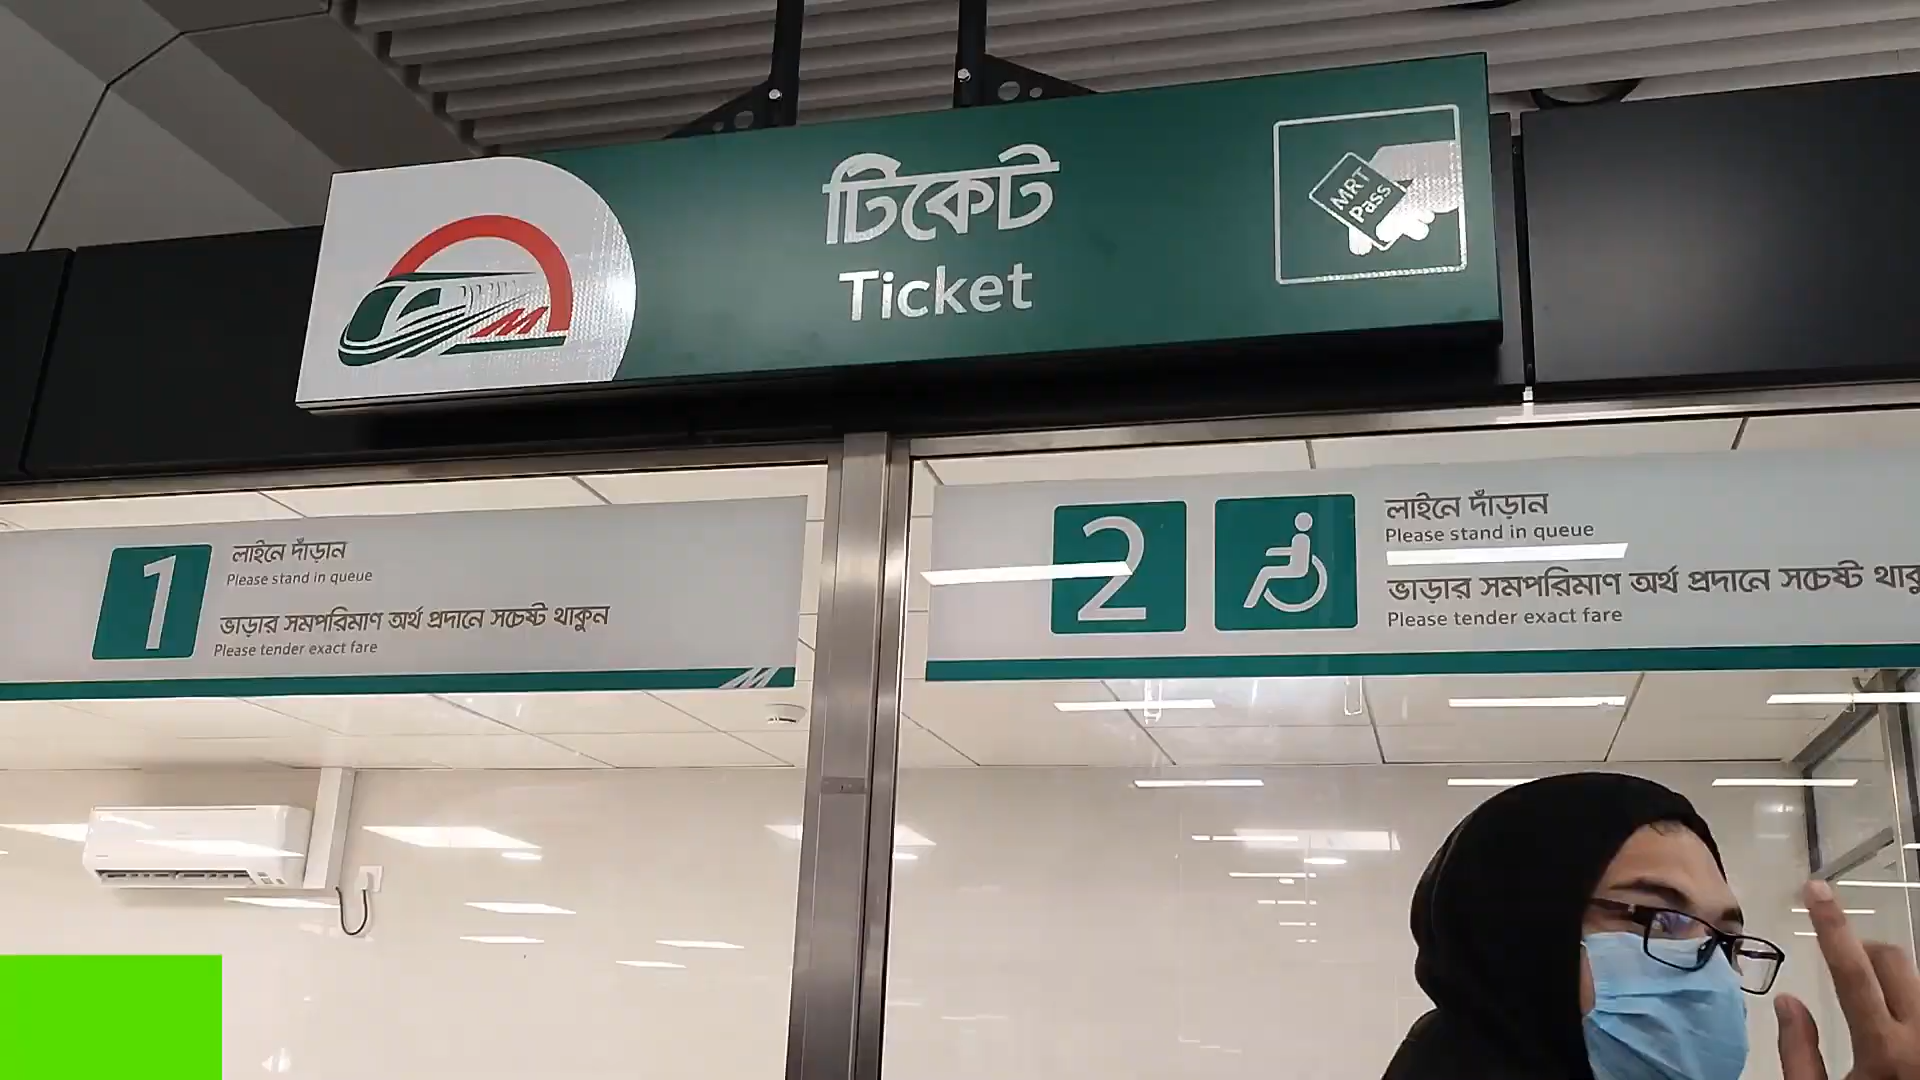 টিকেট
Ticket
MRT
Pass
1
লাইনে দাঁড়ান
Please stand in queue
ভাড়ার সমপরিমাণ অর্থ প্রদানে সচেষ্ট থাকুন
Please tender exact fare
2
লাইনে দাঁড়ান
Please stand in queue
ভাড়ার সমপরিমাণ অর্থ প্রদানে সচেষ্ট
Please tender exact fare